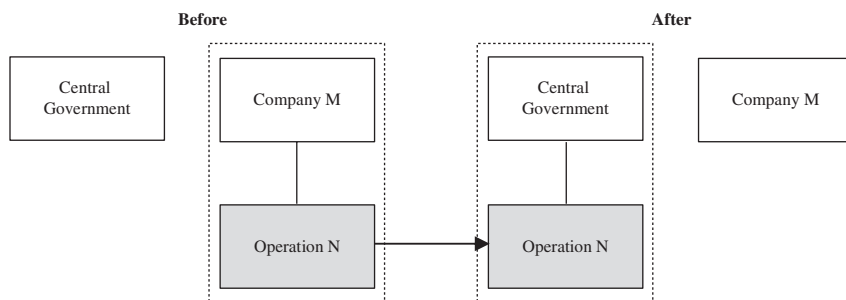 Before
After
Central
Government
Company M
Central
Government
Company M
Operation N
Operation N